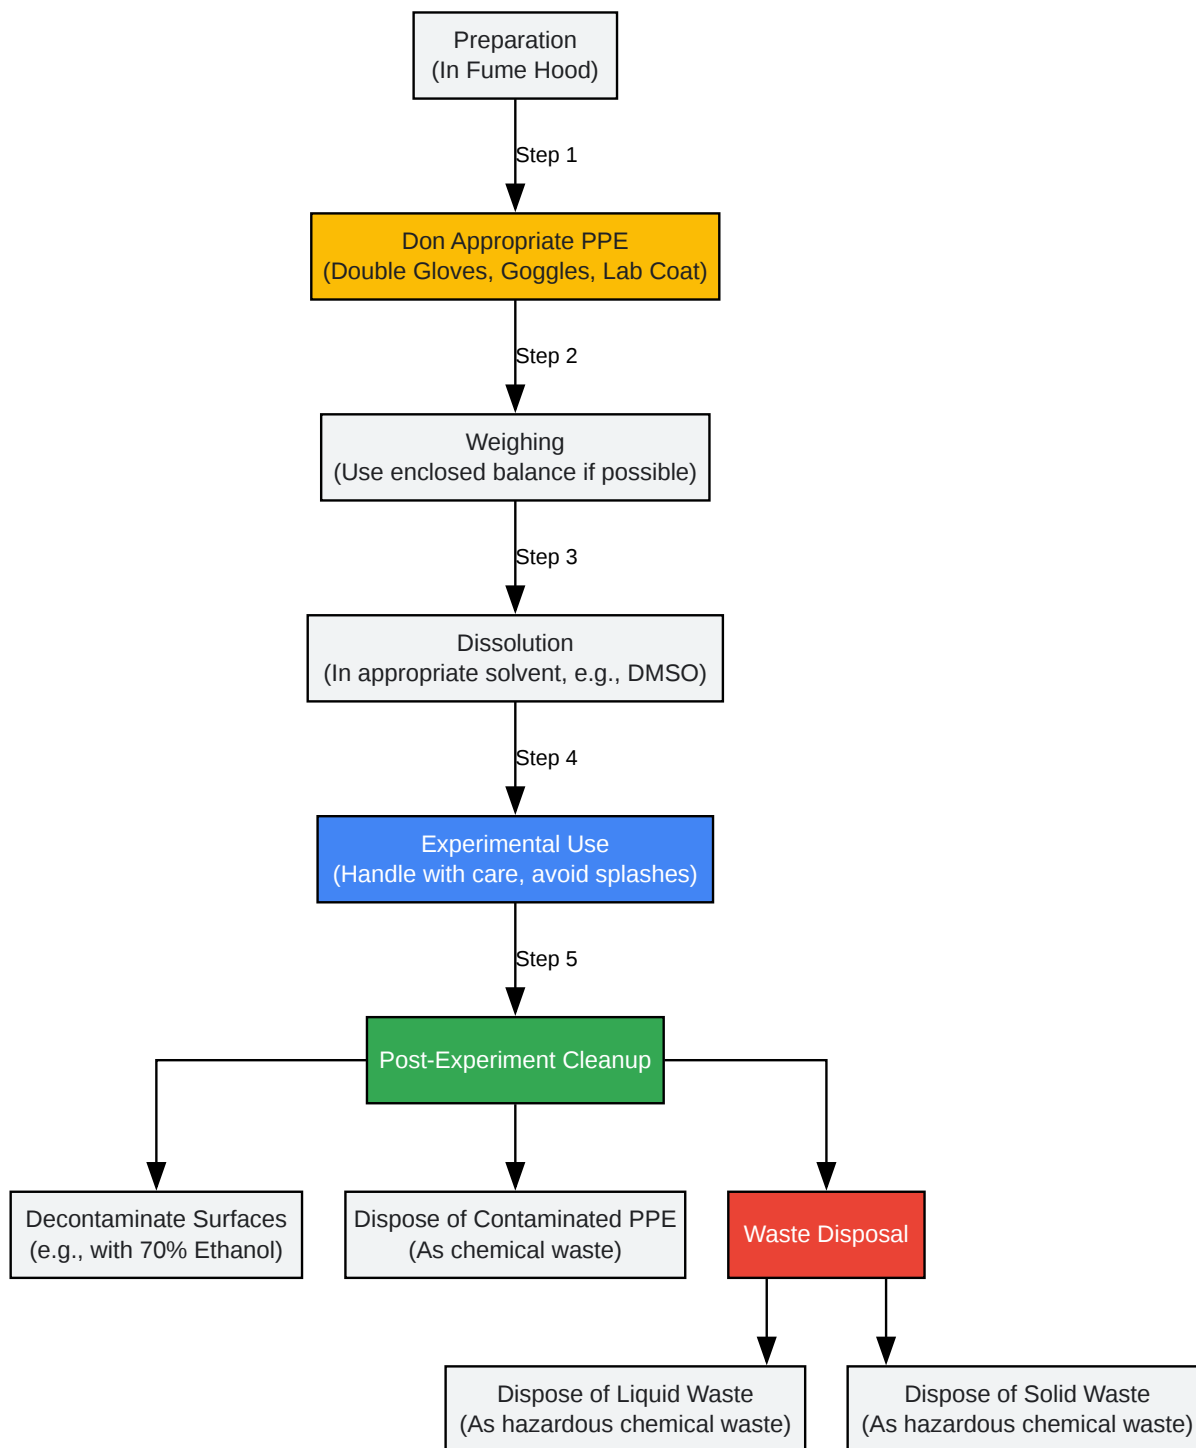 Preparation
(In Fume Hood)
Step 1
Don Appropriate PPE
(Double Gloves, Goggles, Lab Coat)
Step 2
Weighing
(Use enclosed balance if possible)
Step 3
Dissolution
(In appropriate solvent, e.g., DMSO)
Step 4
Experimental Use
(Handle with care, avoid splashes)
Step 5
Post-Experiment Cleanup
Decontaminate Surfaces
(e.g., with 70% Ethanol)
Dispose of Contaminated PPE
(As chemical waste)
Waste Disposal
Dispose of Liquid Waste
(As hazardous chemical waste)
Dispose of Solid Waste
(As hazardous chemical waste)